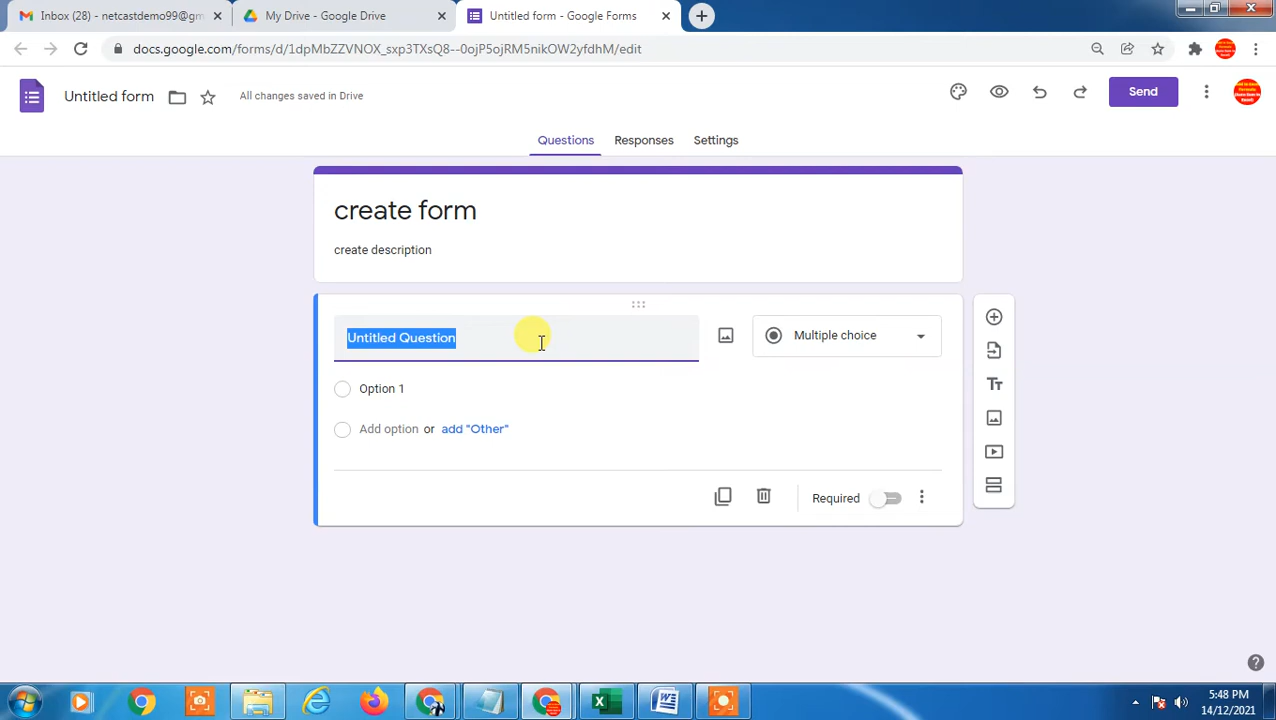 Inbox (28) - netcastdemo99@g
My Drive - Google Drive
Untitled form - Google Forms
docs.google.com/forms/d/1dpMbZZVNOX_sxp3TXsQ8--0ojP5ojRM5nikOW2yfdhM/edit
Untitled form
All changes saved in Drive
Send
Questions
Responses
Settings
create form
create description
Untitled Question
Multiple choice
Option 1
Add option or add "Other"
Required
5:48 PM
14/12/2021